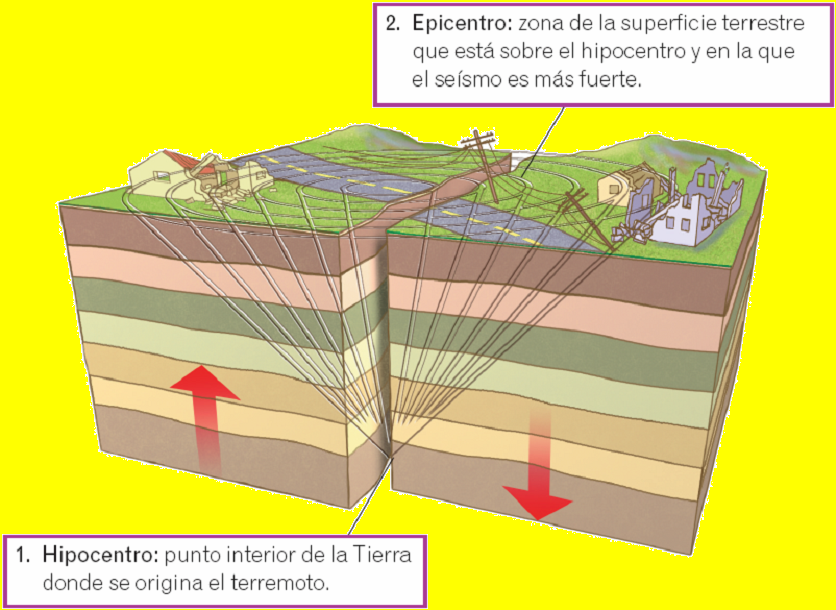 2. Epicentro: zona de la superficie terrestre
que está sobre el hipocentro y en la que
el seísmo es más fuerte.
1. Hipocentro: punto interior de la Tierra
donde se origina el terremoto.